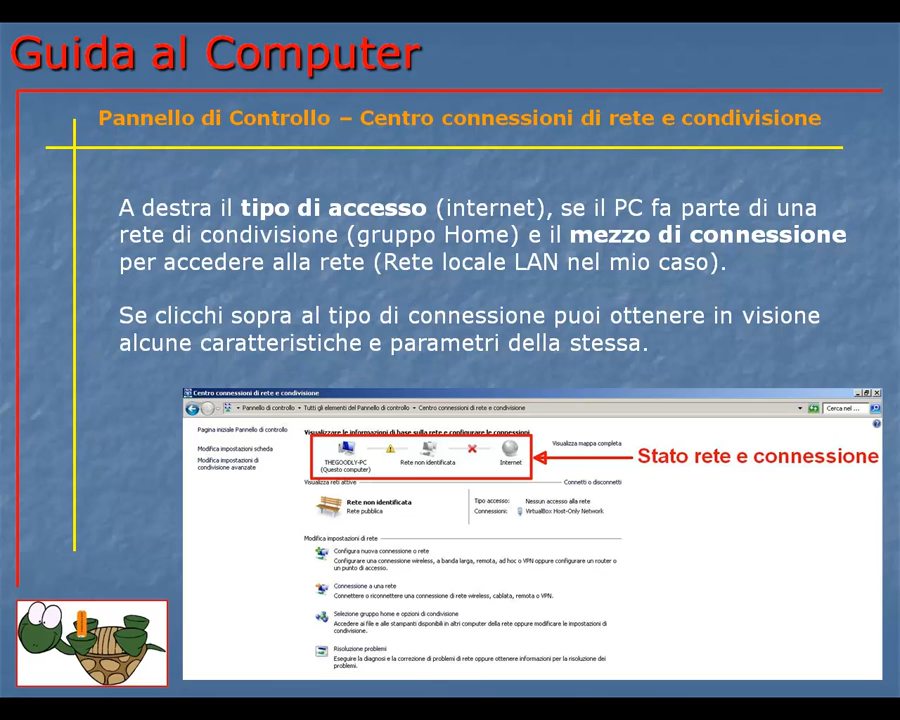 Guida al Computer
Pannello di Controllo – Centro connessioni di rete e condivisione
A destra il tipo di accesso (internet), se il PC fa parte di una
rete di condivisione (gruppo Home) e il mezzo di connessione
per accedere alla rete (Rete locale LAN nel mio caso).
Se clicchi sopra al tipo di connessione puoi ottenere in visione
alcune caratteristiche e parametri della stessa.
Centro connessioni di rete e condivisione
Pannello di controllo
Tutti gli elementi del Pannello di controllo
Centro connessioni di rete e condivisione
Cerca nel ...
Pagina iniziale Pannello di controllo
Modifica impostazioni scheda
Modifica impostazioni di
condivisione avanzate
Visualizzare le informazioni di base sulla rete e configurare le connessioni
Visualizza mappa completa
THEGOODLY-PC
(Questo computer)
Rete non identificata
Internet
Stato rete e connessione
Visualizza reti attive
Connetti o disconnetti
Rete non identificata
Rete pubblica
Tipo accesso: Nessun accesso alla rete
Connessioni: VirtualBox Host-Only Network
Modifica impostazioni di rete
Configura nuova connessione o rete
Configurare una connessione wireless, a banda larga, remota, ad hoc o VPN oppure configurare un router o
un punto di accesso.
Connessione a una rete
Connettere o riconnettere una connessione di rete wireless, cablata, remota o VPN.
Selezione gruppo home e opzioni di condivisione
Accedere ai file e alle stampanti disponibili in altri computer della rete oppure modificare le impostazioni di
condivisione.
Risoluzione problemi
Eseguire la diagnosi e la correzione di problemi di rete oppure ottenere informazioni per la risoluzione dei
problemi.